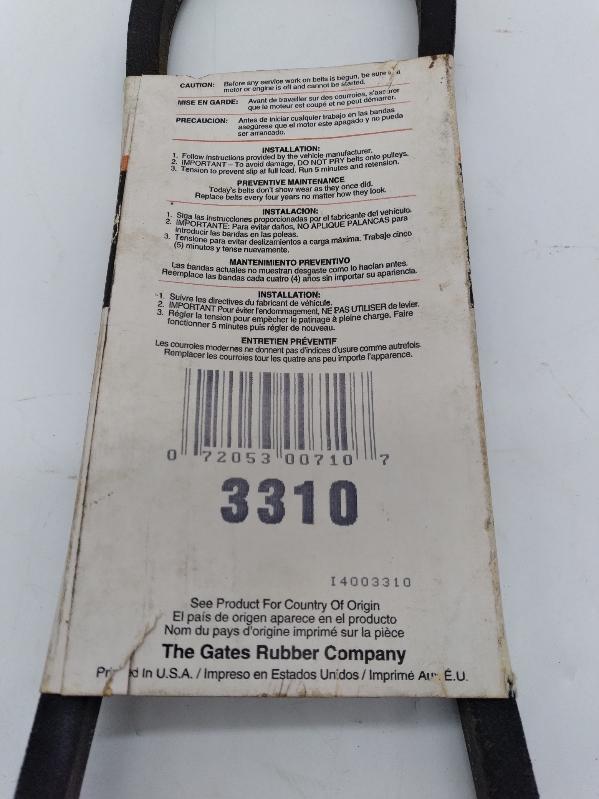 CAUTION: Before any service work on belts is begun, be sure
motor or engine is off and cannot be started.
MISE EN GARDE: Avant de travailler sur des courroies, s'assurer
que le moteur est coupé et ne peut démarrer.
PRECAUCION: Antes de iniciar cualquier trabajo en las bandas
asegúrese que el motor este apagado y no pueda
ser arrancado.
INSTALLATION:
1. Follow instructions provided by the vehicle manufacturer.
2. IMPORTANT – To avoid damage, DO NOT PRY belts onto pulleys.
3. Tension to prevent slip at full load. Run 5 minutes and retension.
PREVENTIVE MAINTENANCE
Today's belts don't show wear as they once did.
Replace belts every four years no matter how they look.
INSTALACION:
1. Siga las instrucciones proporcionadas por el fabricante del vehículo.
2. IMPORTANTE: Para evitar daños, NO APLIQUE PALANCAS para
introducir las bandas en las poleas.
3. Tensione para evitar deslizamientos a carga máxima. Trabaje cinco
(5) minutos y tense nuevamente.
MANTENIMIENTO PREVENTIVO
Las bandas actuales no muestran desgaste como lo hacían antes.
Reemplace las bandas cada cuatro (4) años sin importar su apariencia.
INSTALLATION:
1. Suivre les directives du fabricant de véhicule.
2. IMPORTANT Pour éviter l'endommagement, NE PAS UTILISER de levier.
3. Régler la tension pour empêcher le patinage à pleine charge. Faire
fonctionner 5 minutes puis régler de nouveau.
ENTRETIEN PRÉVENTIF
Les courroies modernes ne donnent pas d'indices d'usure comme autrefois.
Remplacer les courroies tous les quatre ans peu importe l'apparence.
0 72053 00710 7
3310
I4003310
See Product For Country Of Origin
El país de origen aparece en el producto
Nom du pays d'origine imprimé sur la pièce
The Gates Rubber Company
In U.S.A. / Impreso en Estados Unidos / Imprimé Aux É.U.